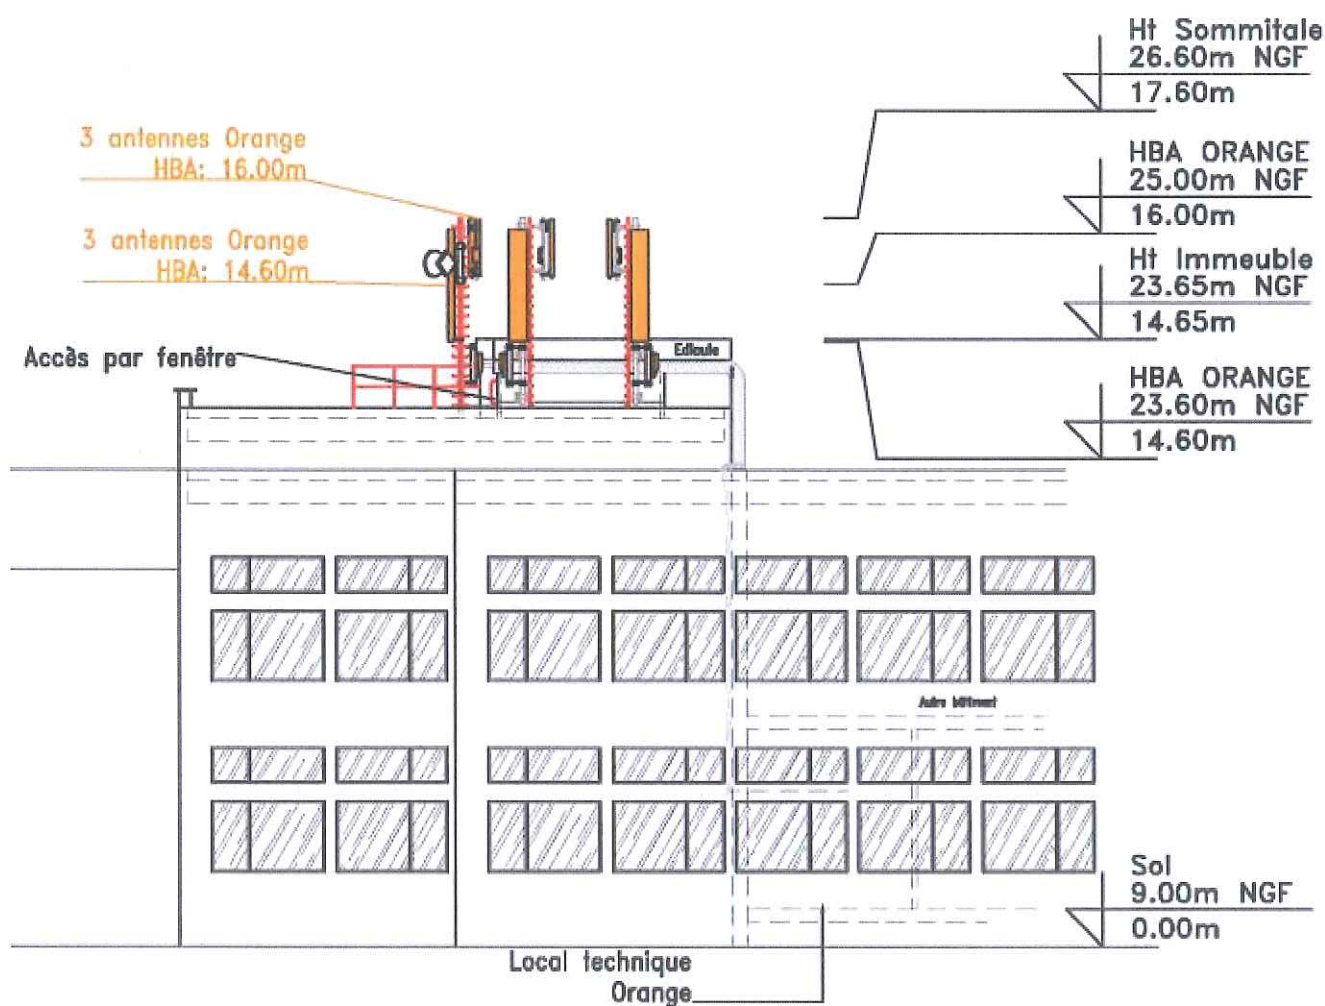 Ht Sommitale
26.60m NGF
17.60m
3 antennes Orange
HBA: 16.00m
HBA ORANGE
25.00m NGF
16.00m
3 antennes Orange
HBA: 14.60m
Ht Immeuble
23.65m NGF
14.65m
Accès par fenêtre
Edicule
HBA ORANGE
23.60m NGF
14.60m
Autre bâtiment
Sol
9.00m NGF
0.00m
Local technique
Orange